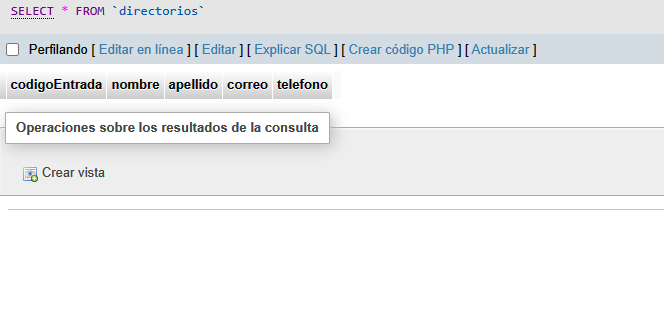 SELECT * FROM `directorios`
Perfilando [ Editar en línea ] [ Editar ] [ Explicar SQL ] [ Crear código PHP ] [ Actualizar ]
codigoEntrada nombre apellido correo telefono
Operaciones sobre los resultados de la consulta
Crear vista